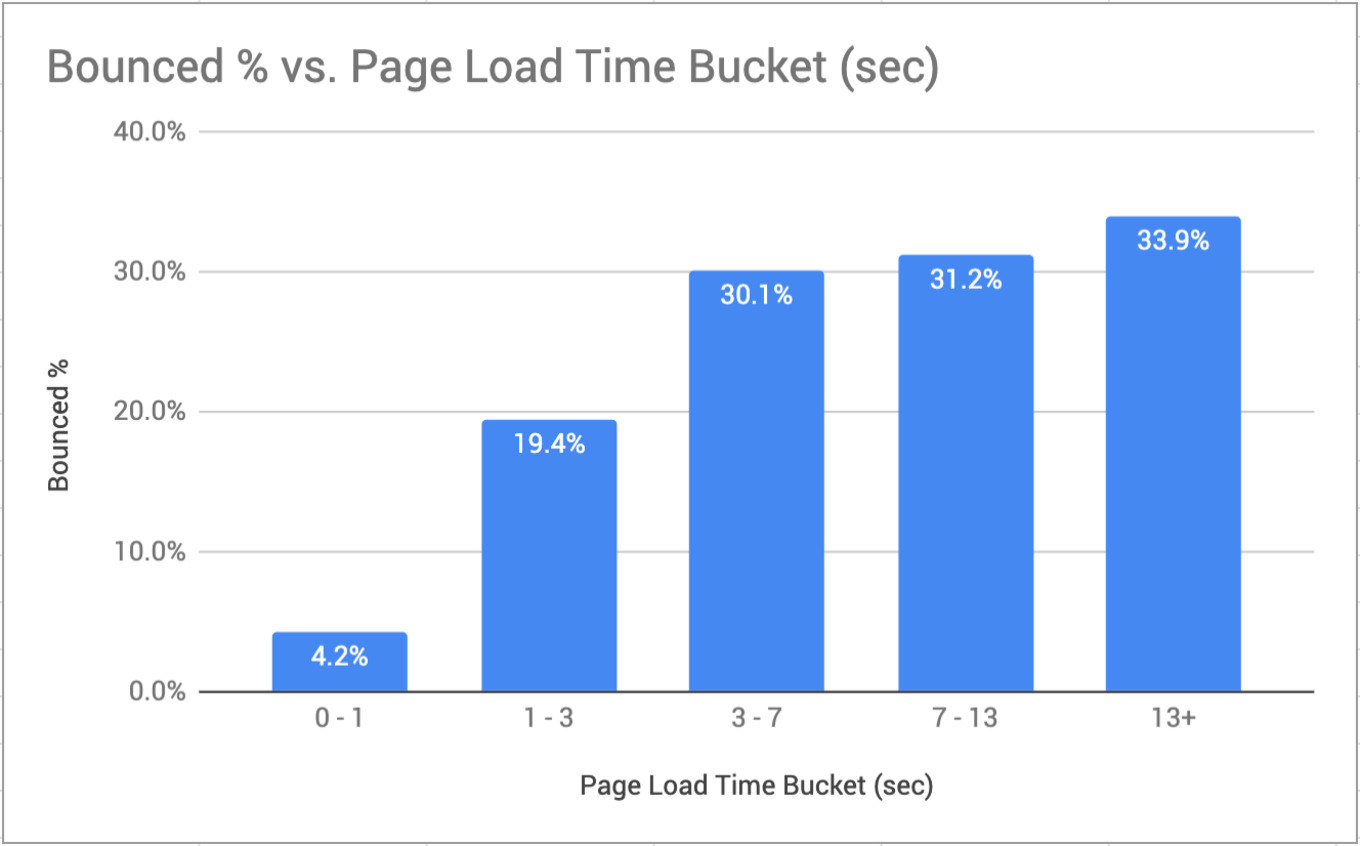 Bounced % vs. Page Load Time Bucket (sec)
40.0%
30.0%
20.0%
10.0%
0.0%
Bounced %
4.2%
19.4%
30.1%
31.2%
33.9%
0 - 1
1 - 3
3 - 7
7 - 13
13+
Page Load Time Bucket (sec)